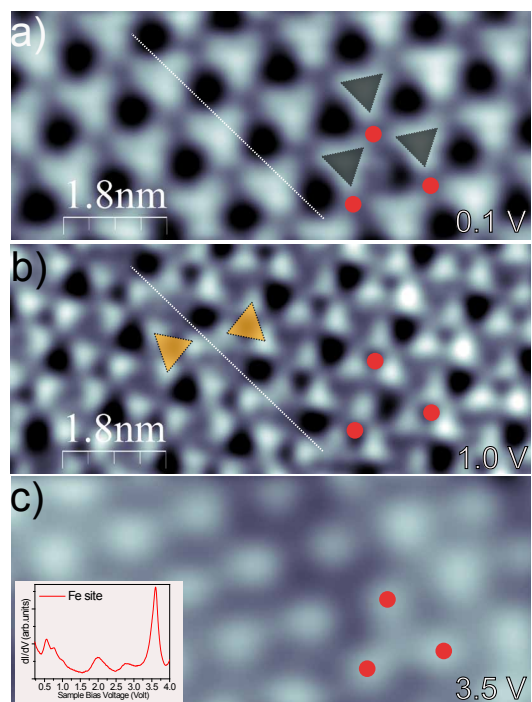 a)
1.8nm
0.1 V
b)
1.8nm
1.0 V
c)
Fe site
dI/dV (arb.units)
0.5 1.0 1.5 2.0 2.5 3.0 3.5 4.0
Sample Bias Voltage (Volt)
3.5 V